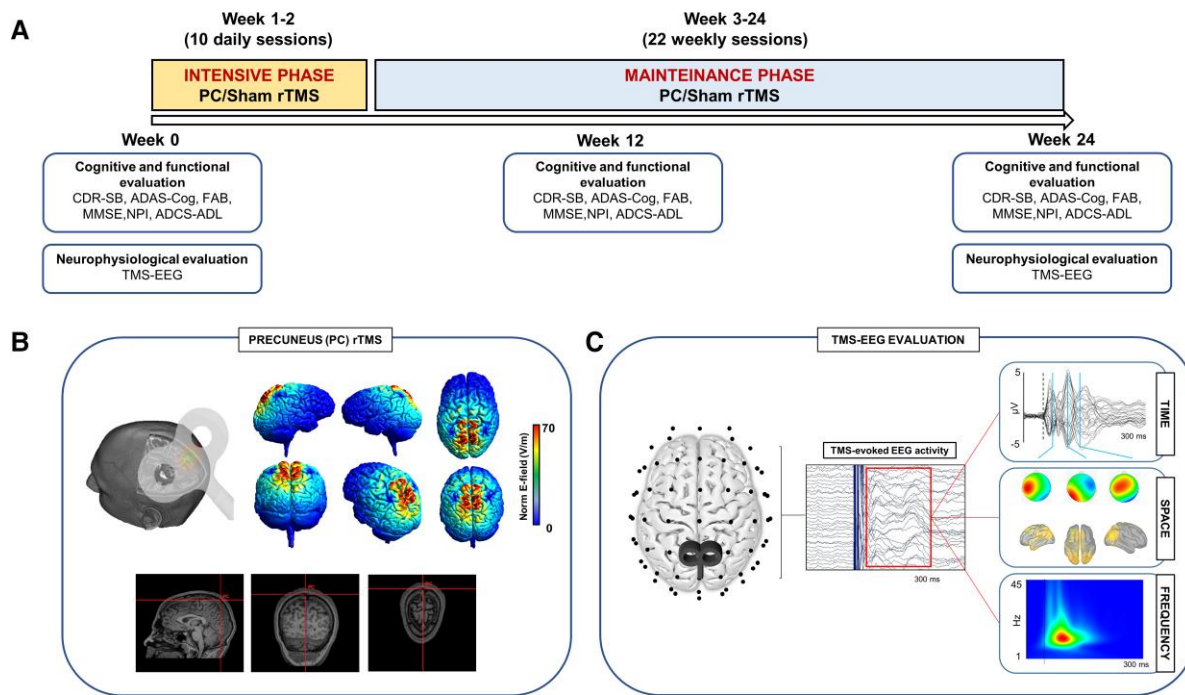 A
Week 1-2
(10 daily sessions)
Week 3-24
(22 weekly sessions)
INTENSIVE PHASE
PC/Sham rTMS
MAINTEINANCE PHASE
PC/Sham rTMS
Week 0
Week 12
Week 24
Cognitive and functional
evaluation
CDR-SB, ADAS-Cog, FAB,
MMSE,NPI, ADCS-ADL
Cognitive and functional
evaluation
CDR-SB, ADAS-Cog, FAB,
MMSE,NPI, ADCS-ADL
Cognitive and functional
evaluation
CDR-SB, ADAS-Cog, FAB,
MMSE,NPI, ADCS-ADL
Neurophysiological evaluation
TMS-EEG
Neurophysiological evaluation
TMS-EEG
B
PRECUNEUS (PC) rTMS
70
Norm E-field (V/m)
0
C
TMS-EEG EVALUATION
TMS-evoked EEG activity
300 ms
5
µV
-5
300 ms
TIME
SPACE
45
Hz
1
300 ms
FREQUENCY